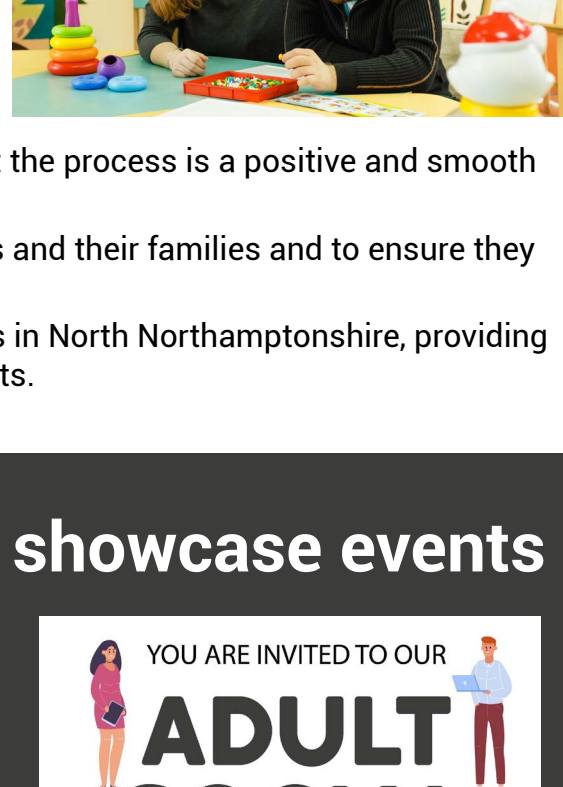 the process is a positive and smooth
and their families and to ensure they
in North Northamptonshire, providing
ts.
showcase events
YOU ARE INVITED TO OUR
ADULT